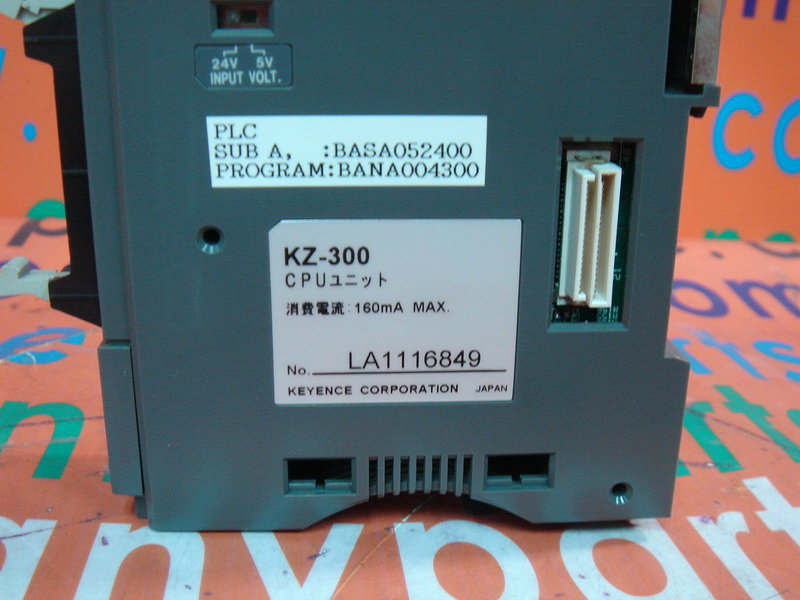 24V 5V
INPUT VOLT.
PLC
SUB A, :BASA052400
PROGRAM:BANA004300
KZ-300
CPUユニット
消費電流:160mA MAX.
No. LA1116849
KEYENCE CORPORATION JAPAN